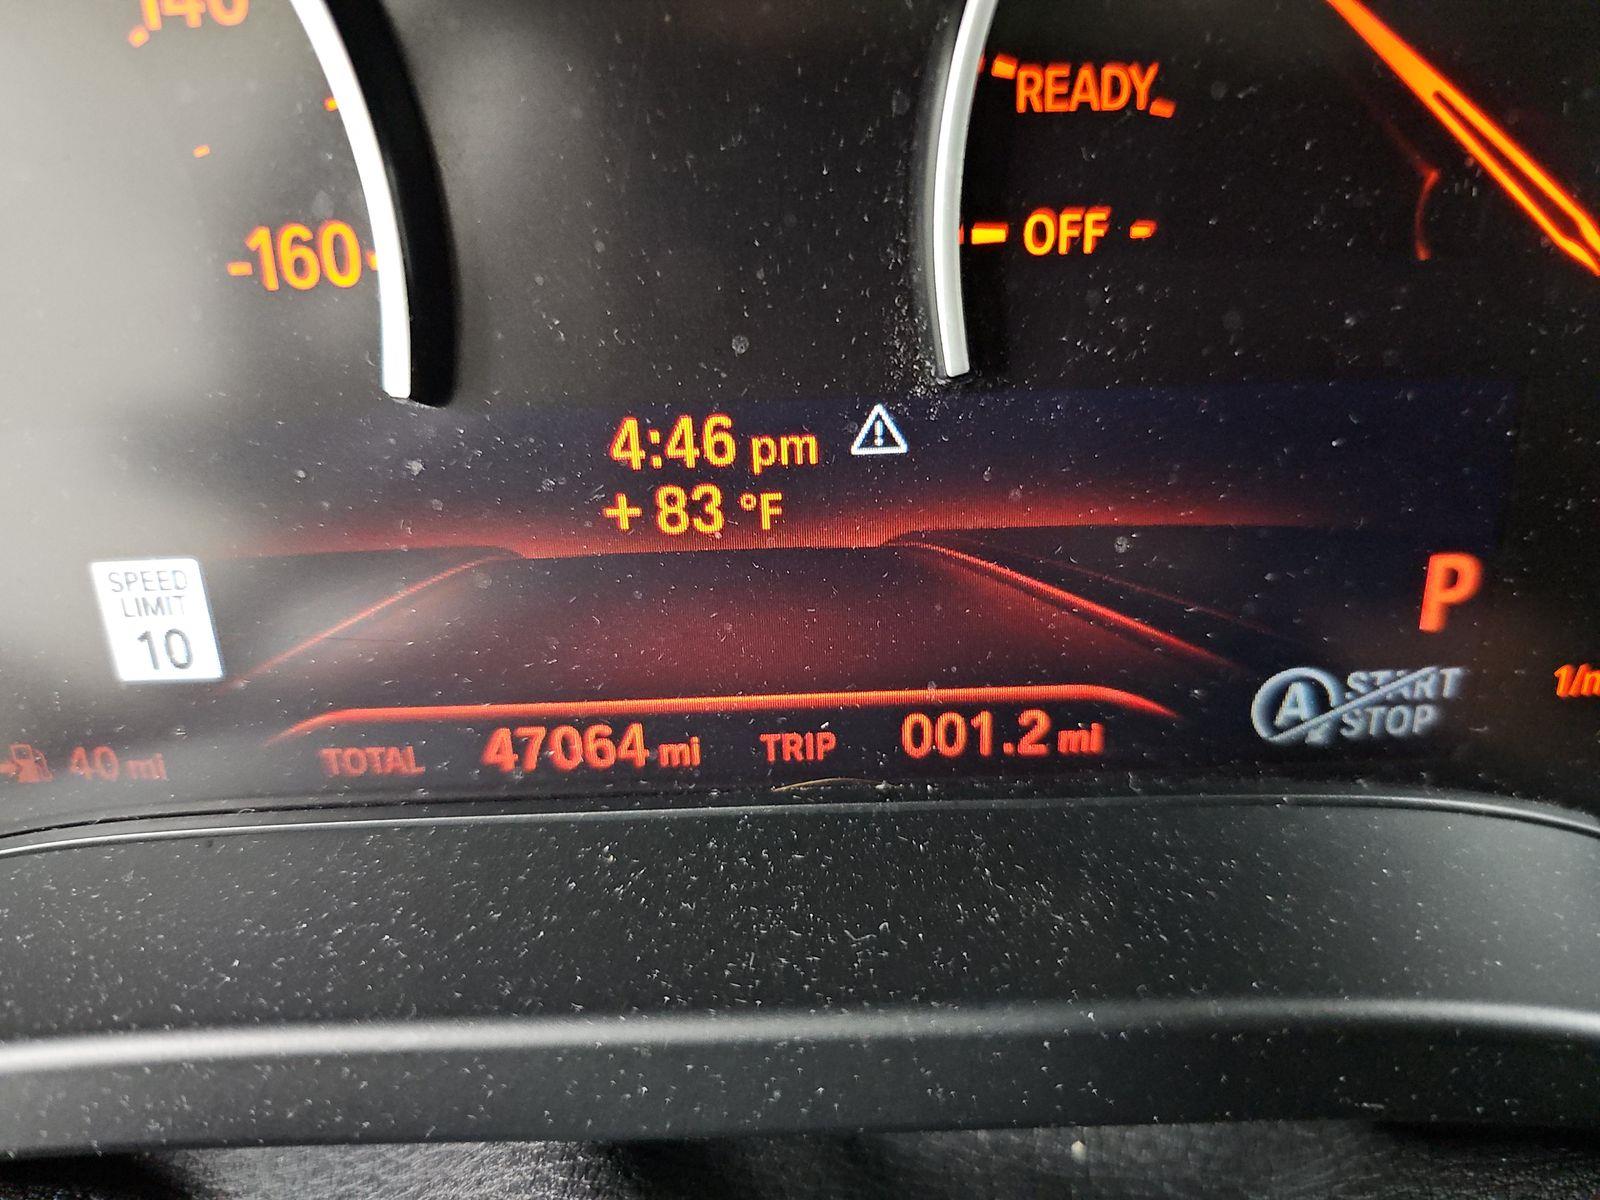 140
READY
-160-
OFF
4:46 pm
+ 83 °F
SPEED
LIMIT
10
P
START
STOP
A
40 mi
TOTAL 47064 mi TRIP 001.2 mi